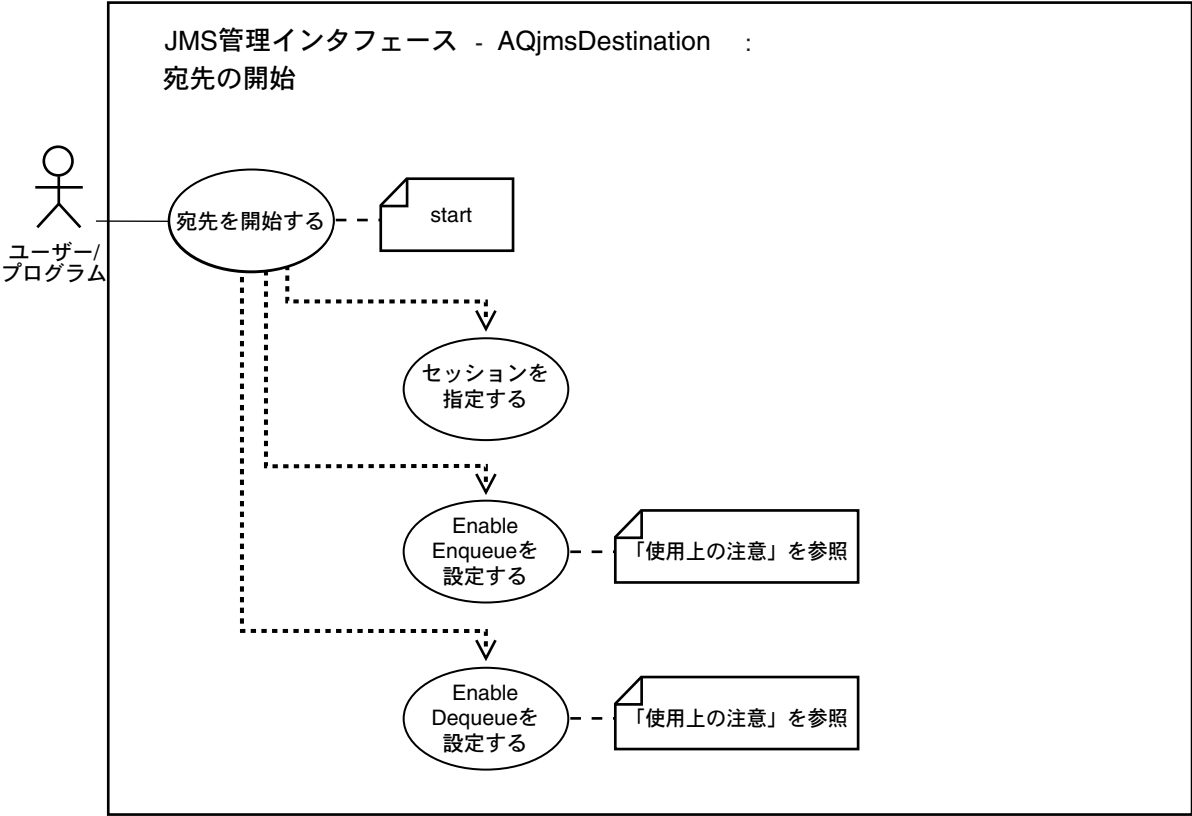 JMS管理インタフェース - AQjmsDestination :
宛先の開始
ユーザー/
プログラム
宛先を開始する
start
セッションを
指定する
Enable
Enqueueを
設定する
「使用上の注意」を参照
Enable
Dequeueを
設定する
「使用上の注意」を参照